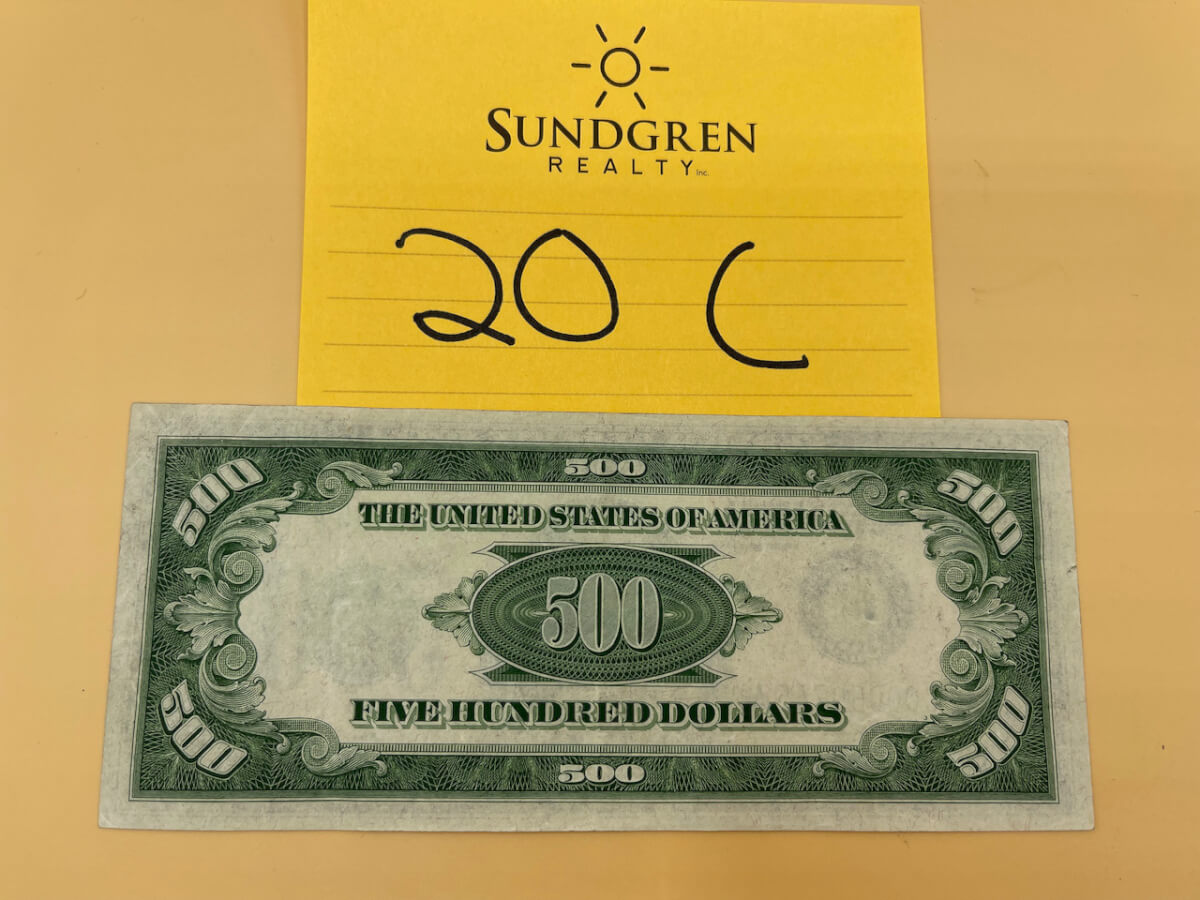 SUNDGREN
REALTY inc.
20 C
500 500 500
THE UNITED STATES OF AMERICA
500
FIVE HUNDRED DOLLARS
500 500 500